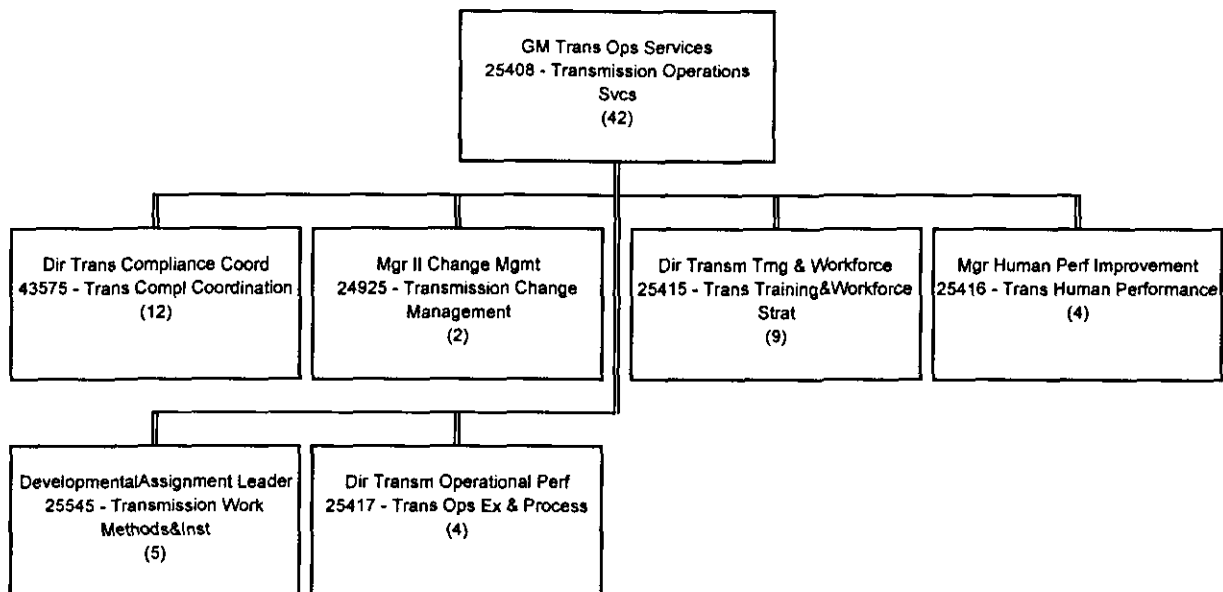 GM Trans Ops Services
25408 - Transmission Operations
Svcs
(42)
Dir Trans Compliance Coord
43575 - Trans Compl Coordination
(12)
Mgr II Change Mgmt
24925 - Transmission Change
Management
(2)
Dir Transm Trng & Workforce
25415 - Trans Training&Workforce
Strat
(9)
Mgr Human Perf Improvement
25416 - Trans Human Performance
(4)
DevelopmentalAssignment Leader
25545 - Transmission Work
Methods&Inst
(5)
Dir Transm Operational Perf
25417 - Trans Ops Ex & Process
(4)